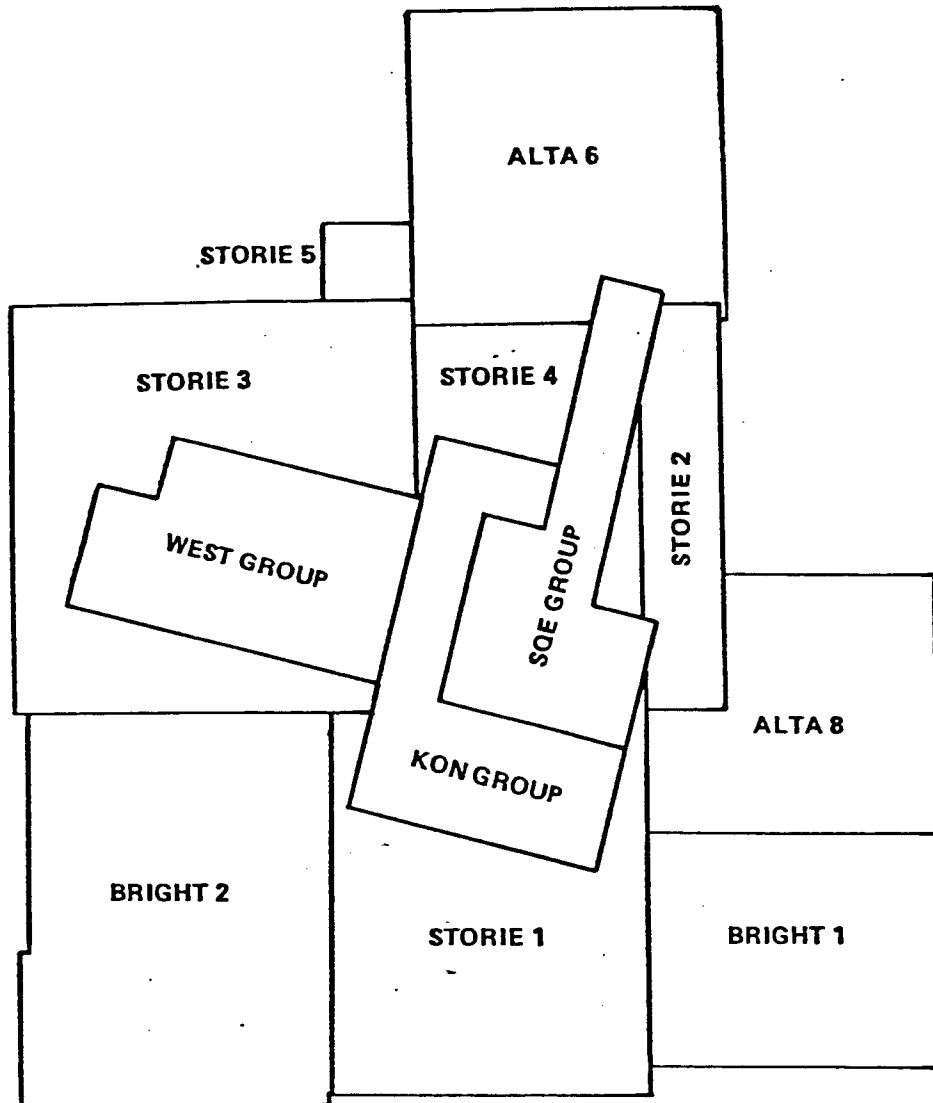 ALTA 6
STORIE 5
STORIE 3
STORIE 4
STORIE 2
WEST GROUP
SQE GROUP
ALTA 8
KON GROUP
BRIGHT 2
STORIE 1
BRIGHT 1